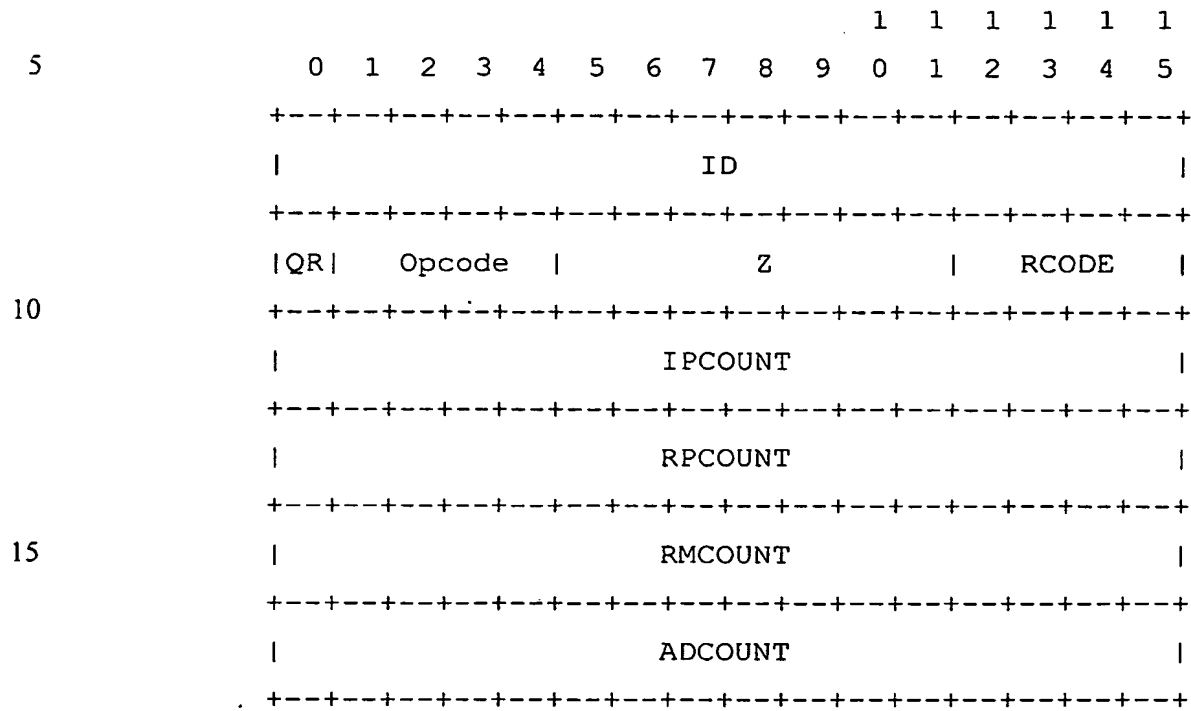 1 1 1 1 1 1
5 0 1 2 3 4 5 6 7 8 9 0 1 2 3 4 5
+--+--+--+--+--+--+--+--+--+--+--+--+--+--+--+--+
| ID |
+--+--+--+--+--+--+--+--+--+--+--+--+--+--+--+--+
|QR| Opcode | Z | RCODE |
10 +--+--+--+--+--+--+--+--+--+--+--+--+--+--+--+--+
| IPCOUNT |
+--+--+--+--+--+--+--+--+--+--+--+--+--+--+--+--+
| RPCOUNT |
+--+--+--+--+--+--+--+--+--+--+--+--+--+--+--+--+
15 | RMCOUNT |
+--+--+--+--+--+--+--+--+--+--+--+--+--+--+--+--+
| ADCOUNT |
+--+--+--+--+--+--+--+--+--+--+--+--+--+--+--+--+